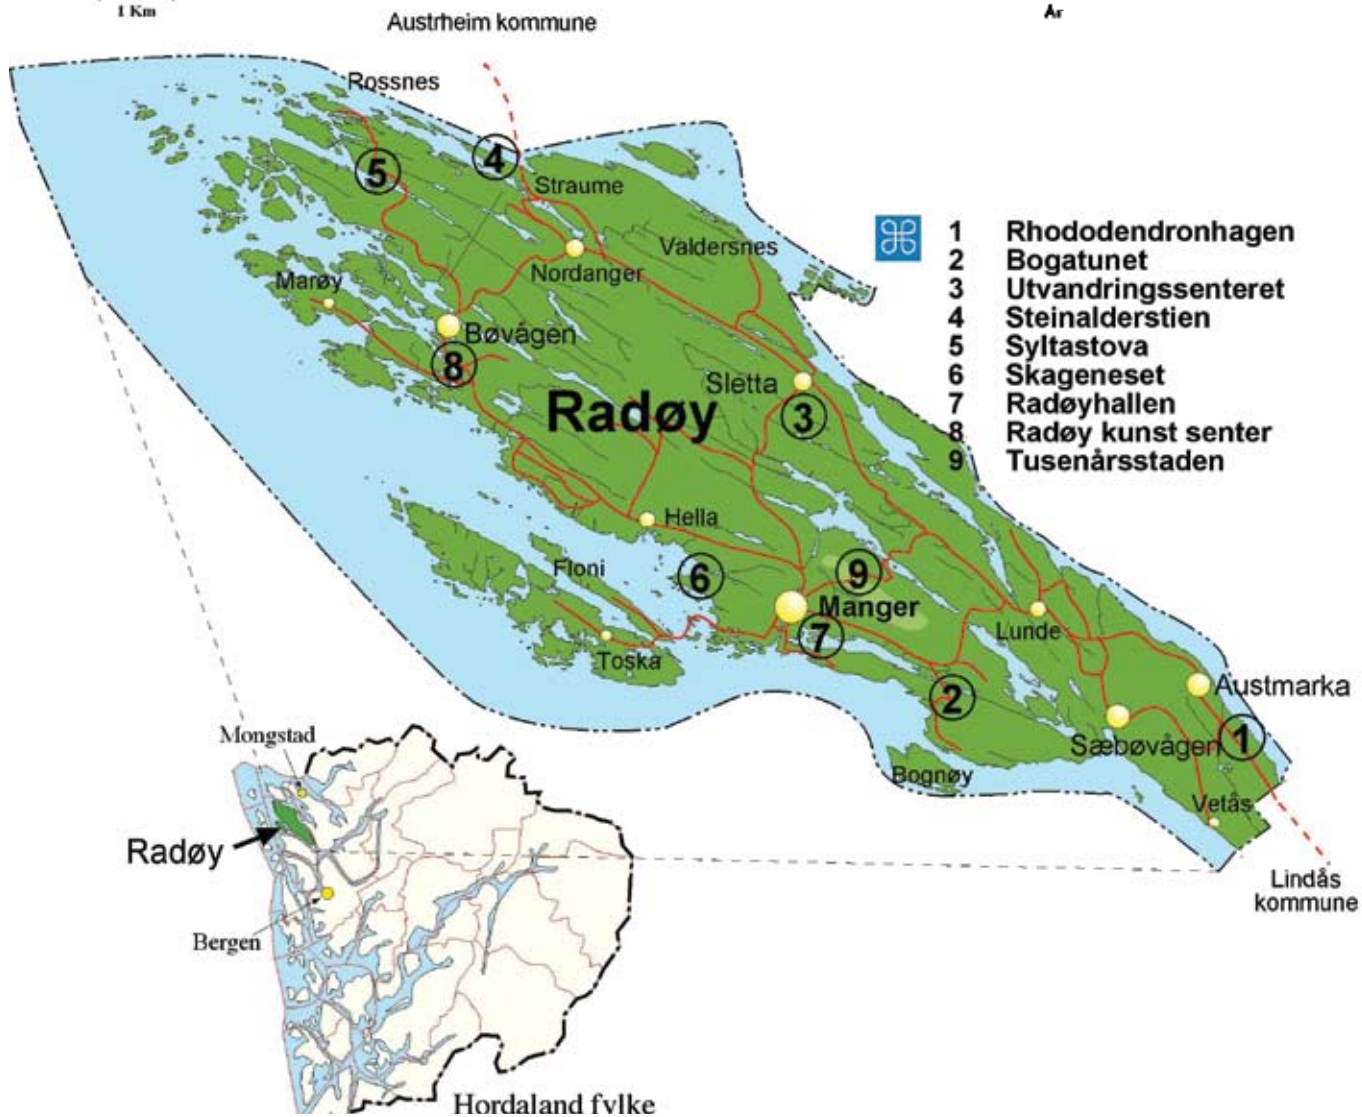 1 Km
År
Austrheim kommune
Rossnes
4
5
Straume
Valdersnes
Nordanger
Marøy
Bøvågen
8
Sletta
Radøy
3
1 Rhododendronhagen
2 Bogatunet
3 Utvandringssenteret
4 Steinalderstien
5 Syltastova
6 Skageneset
7 Radøyhallen
8 Radøy kunst senter
9 Tusenårsstaden
Hella
Floni
6
9
Manger
7
Lunde
Toska
2
Austmarka
Sæbøvågen
1
Bognøy
Vetås
Lindås
kommune
Mongstad
Radøy
Bergen
Hordaland fylke